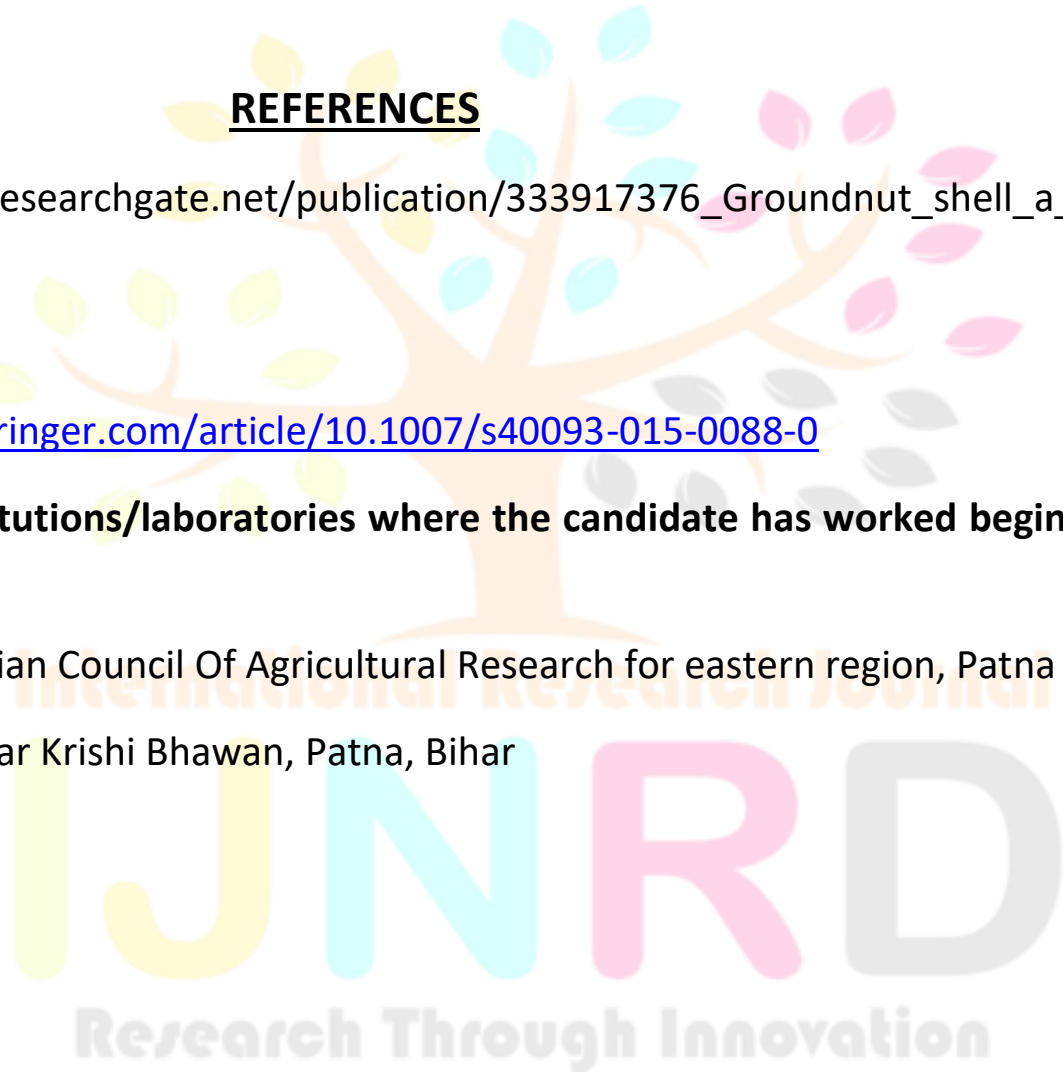 REFERENCES
esearchgate.net/publication/333917376_Groundnut_shell_a_
ringer.com/article/10.1007/s40093-015-0088-0
tutions/laboratories where the candidate has worked begin
ian Council Of Agricultural Research for eastern region, Patna
International Research Journal
ar Krishi Bhawan, Patna, Bihar
IJNRD
Research Through Innovation